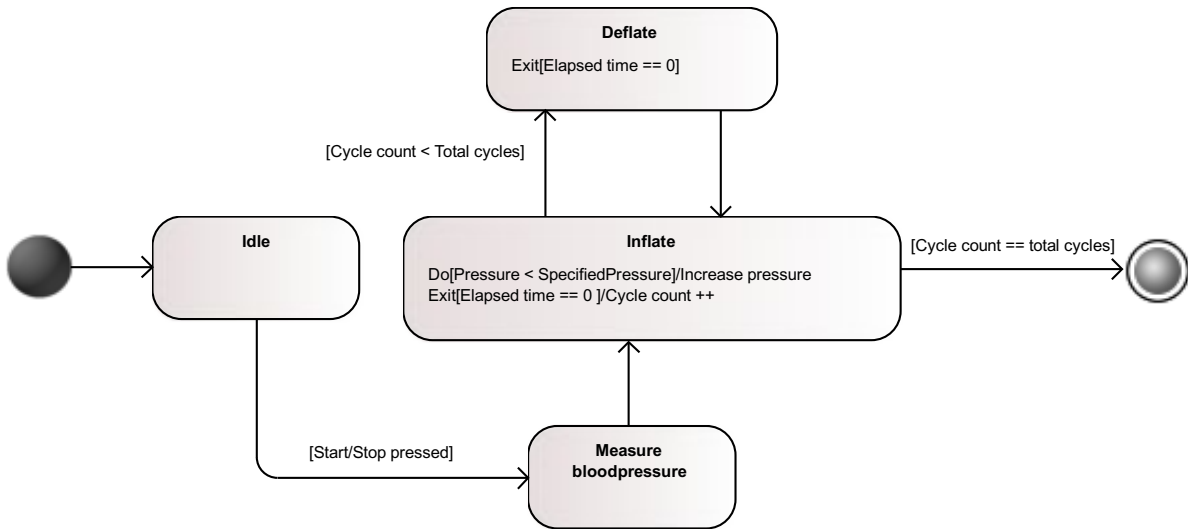 Deflate
Exit[Elapsed time == 0]
[Cycle count < Total cycles]
Idle
Inflate
Do[Pressure < SpecifiedPressure]/Increase pressure
Exit[Elapsed time == 0 ]/Cycle count ++
[Cycle count == total cycles]
[Start/Stop pressed]
Measure
bloodpressure